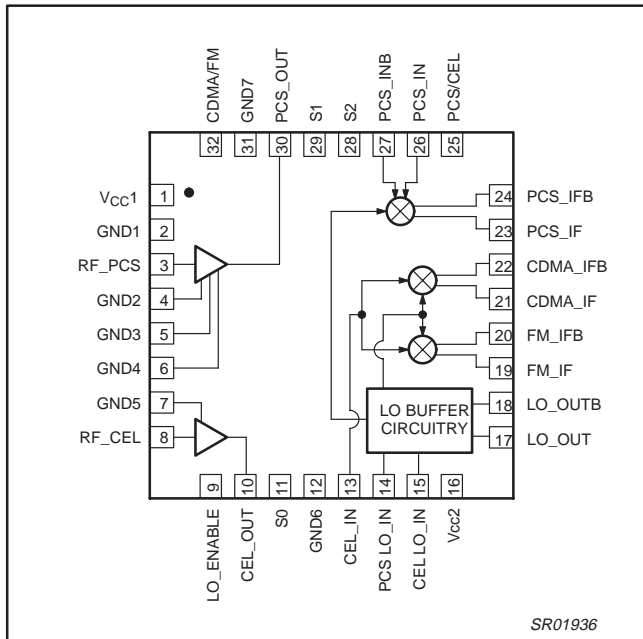 CDMA/FM
GND7
PCS_OUT
S1
S2
PCS_INB
PCS_IN
PCS/CEL
32 31 30 29 28 27 26 25
VCC1 1
GND1 2
RF_PCS 3
GND2 4
GND3 5
GND4 6
GND5 7
RF_CEL 8
24 PCS_IFB
23 PCS_IF
22 CDMA_IFB
21 CDMA_IF
20 FM_IFB
19 FM_IF
18 LO_OUTB
17 LO_OUT
LO BUFFER
CIRCUITRY
9 10 11 12 13 14 15 16
LO_ENABLE
CEL_OUT
S0
GND6
CEL_IN
PCS LO_IN
CEL LO_IN
Vcc2
SR01936